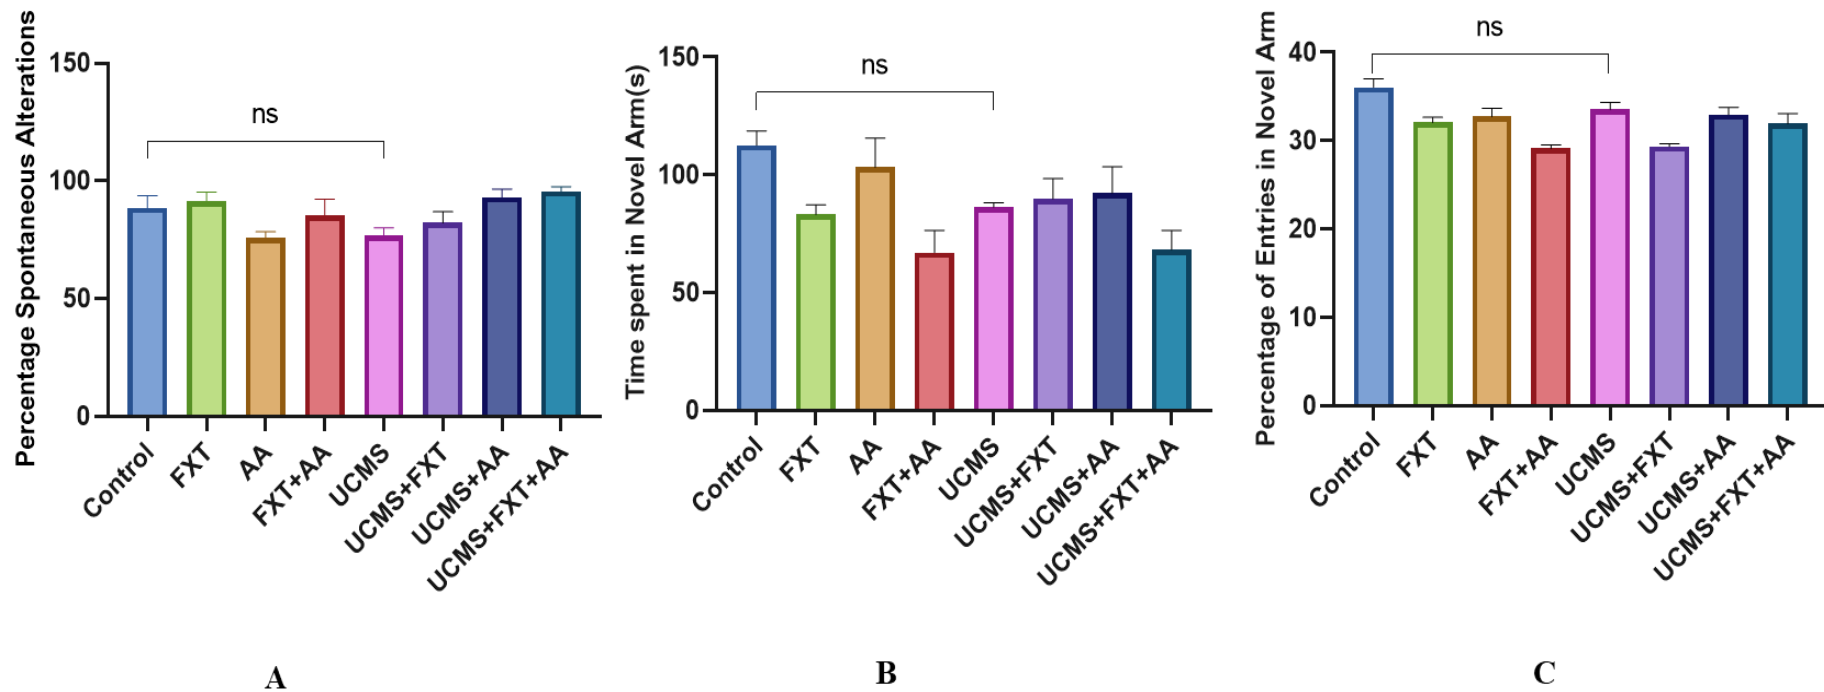 Percentage Spontaneous Alterations
150
100
50
0
ns
Control
FXT
AA
FXT+AA
UCMS
UCMS+FXT
UCMS+AA
UCMS+FXT+AA
A
Time spent in Novel Arm(s)
150
100
50
0
ns
Control
FXT
AA
FXT+AA
UCMS
UCMS+FXT
UCMS+AA
UCMS+FXT+AA
B
Percentage of Entries in Novel Arm
40
30
20
10
0
ns
Control
FXT
AA
FXT+AA
UCMS
UCMS+FXT
UCMS+AA
UCMS+FXT+AA
C